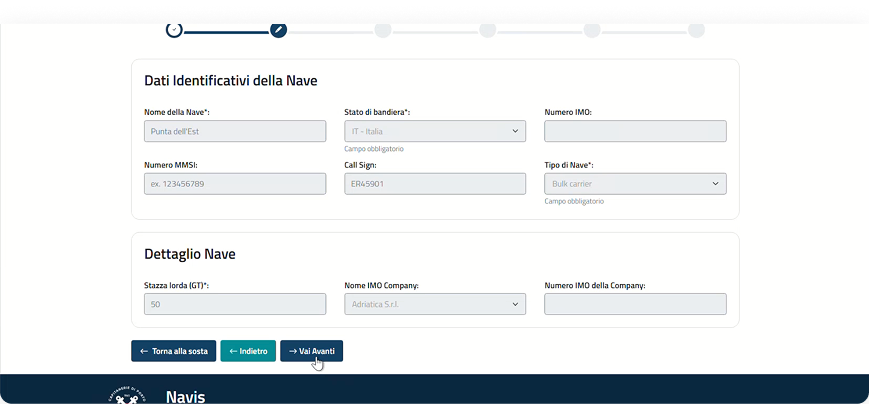 Dati Identificativi della Nave
Nome della Nave*: Stato di bandiera*: Numero IMO:
Punta dell'Est IT - Italia
Campo obbligatorio
Numero MMSI: Call Sign: Tipo di Nave*:
ex. 123456789 ER45901 Bulk carrier
Campo obbligatorio
Dettaglio Nave
Stazza lorda (GT)*: Nome IMO Company: Numero IMO della Company:
50 Adriatica S.r.l.
← Torna alla sosta ← Indietro → Vai Avanti
Navis